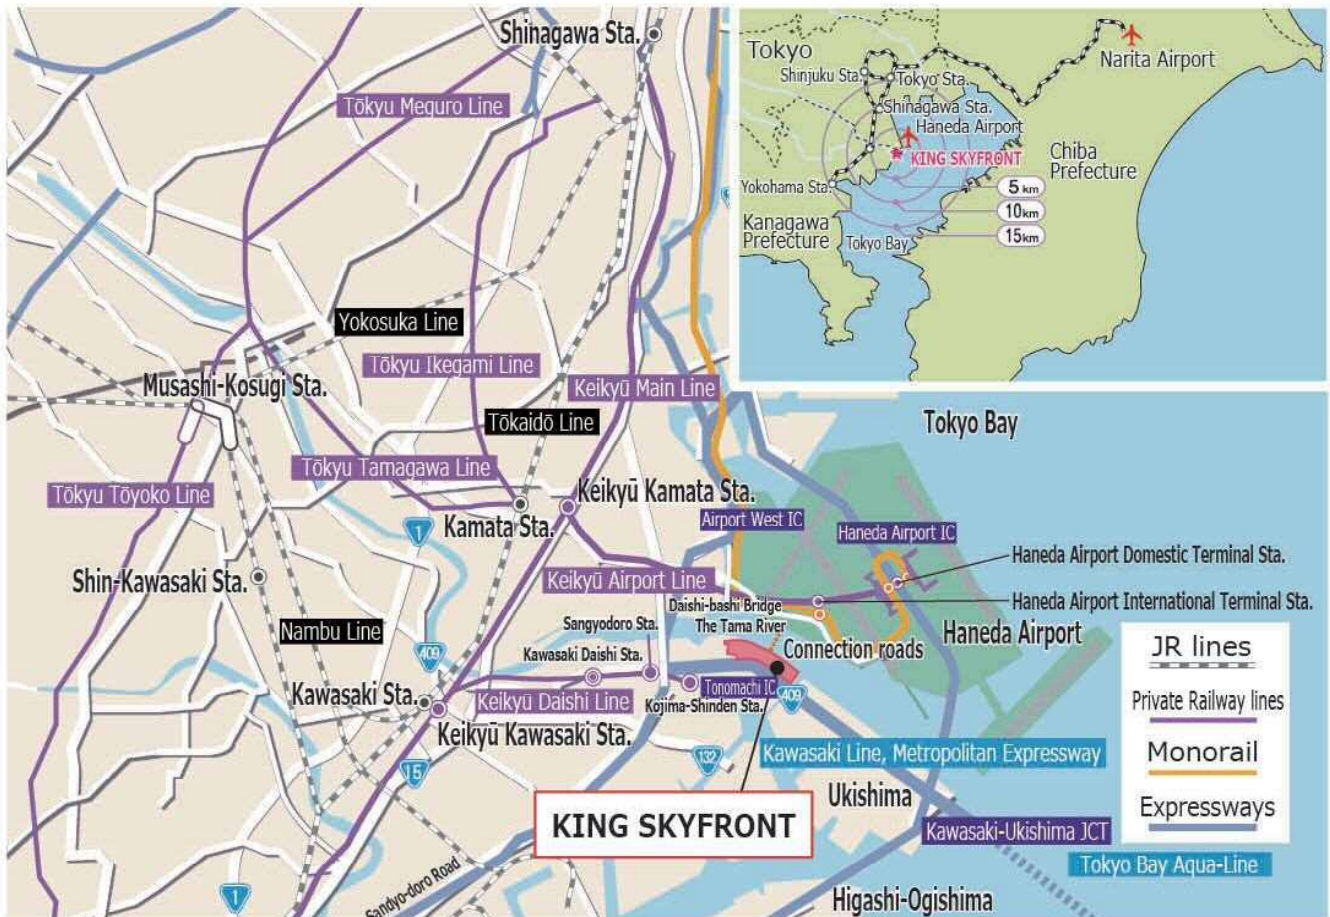 Shinagawa Sta.
Tōkyu Meguro Line
Yokosuka Line
Tōkyu Ikegami Line
Musashi-Kosugi Sta.
Keikyū Main Line
Tōkaidō Line
Tōkyu Tamagawa Line
Tōkyu Tōyoko Line
Keikyū Kamata Sta.
Kamata Sta.
1
Shin-Kawasaki Sta.
Keikyū Airport Line
Nambu Line
409
Sangyodoro Sta.
Kawasaki Daishi Sta.
Kawasaki Sta.
Keikyū Daishi Line
Keikyū Kawasaki Sta.
Kojima-Shinden Sta.
15
132
1
Sandyo-doro Road
KING SKYFRONT
Tokyo
Shinjuku Sta.
Tokyo Sta.
Narita Airport
Shinagawa Sta.
Haneda Airport
KING SKYFRONT
Chiba
Prefecture
Yokohama Sta.
5 km
10km
15km
Kanagawa
Prefecture
Tokyo Bay
Tokyo Bay
Airport West IC
Haneda Airport IC
Haneda Airport Domestic Terminal Sta.
Haneda Airport International Terminal Sta.
Daishi-bashi Bridge
The Tama River
Haneda Airport
Connection roads
Tonomachi IC
409
Kawasaki Line, Metropolitan Expressway
Ukishima
Kawasaki-Ukishima JCT
Tokyo Bay Aqua-Line
Higashi-Ogishima
JR lines
Private Railway lines
Monorail
Expressways